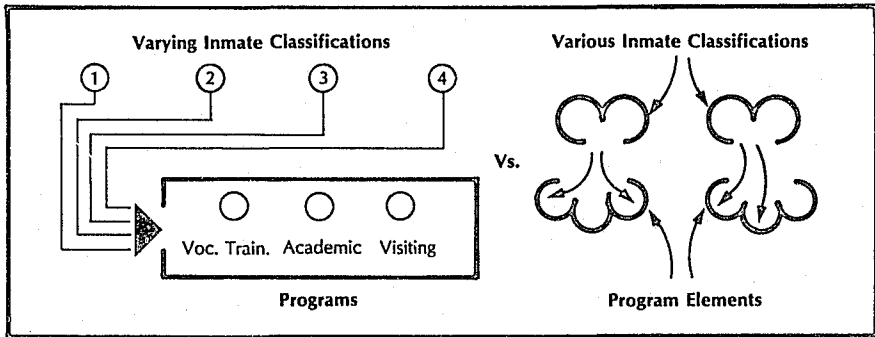 Varying Inmate Classifications
1 2 3 4
Voc. Train. Academic Visiting
Programs
Vs.
Various Inmate Classifications
Program Elements